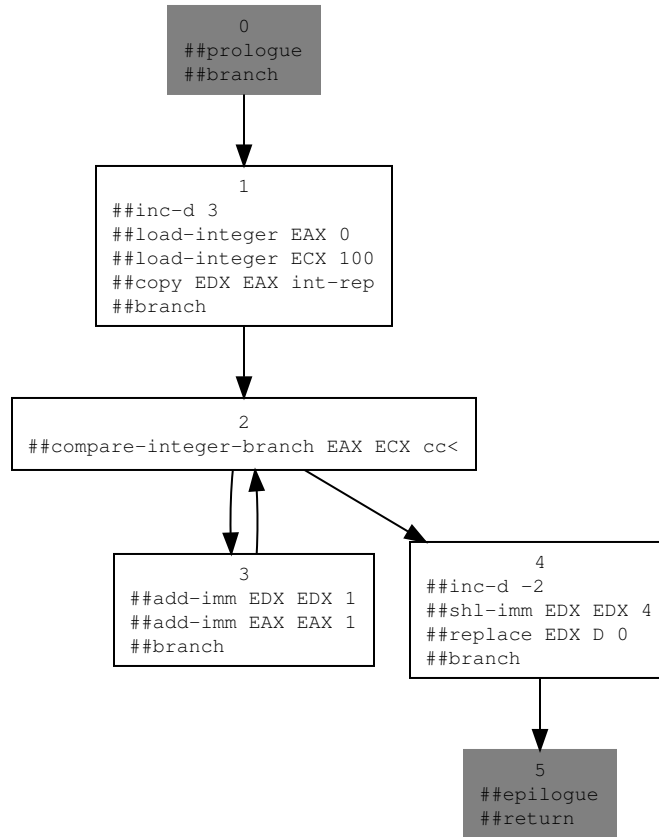 0
##prologue
##branch
1
##inc-d 3
##load-integer EAX 0
##load-integer ECX 100
##copy EDX EAX int-rep
##branch
2
##compare-integer-branch EAX ECX cc<
3
##add-imm EDX EDX 1
##add-imm EAX EAX 1
##branch
4
##inc-d -2
##shl-imm EDX EDX 4
##replace EDX D 0
##branch
5
##epilogue
##return